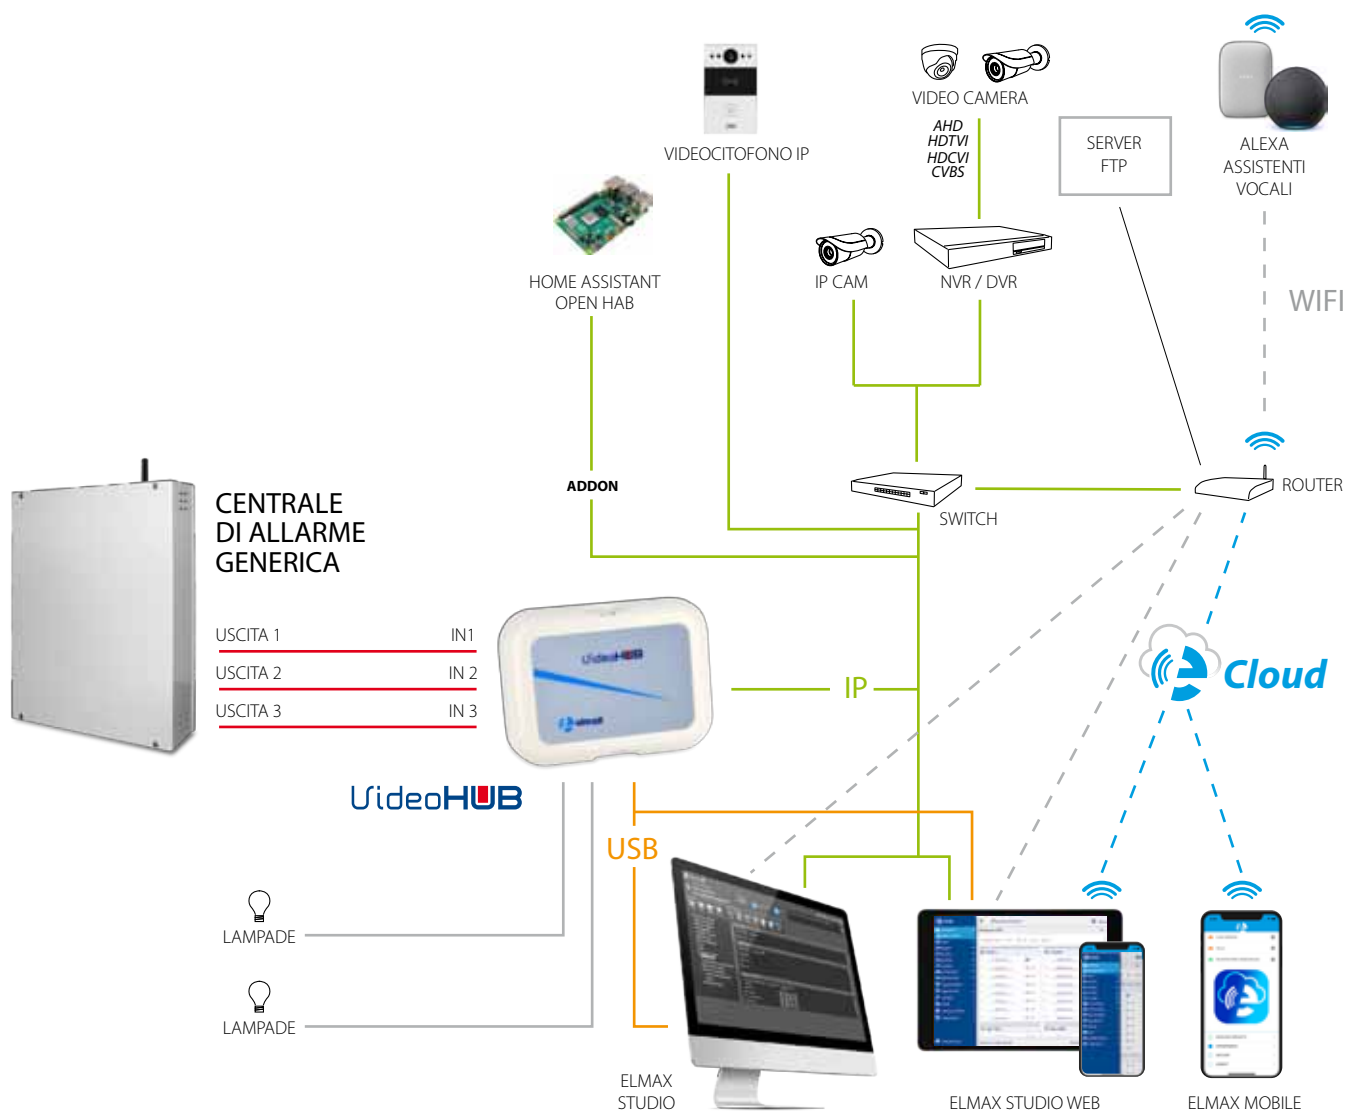 VIDEO CAMERA
AHD
HDTVI
HDCVI
CVBS
VIDEOCITOFONO IP
SERVER
FTP
ALEXA
ASSISTENTI
VOCALI
HOME ASSISTANT
OPEN HAB
IP CAM
NVR / DVR
WIFI
ADDON
SWITCH
ROUTER
CENTRALE
DI ALLARME
GENERICA
USCITA 1
IN1
USCITA 2
IN 2
USCITA 3
IN 3
VideoHUB
elmax
IP
Cloud
VideoHUB
USB
LAMPADE
LAMPADE
ELMAX
STUDIO
ELMAX STUDIO WEB
ELMAX MOBILE